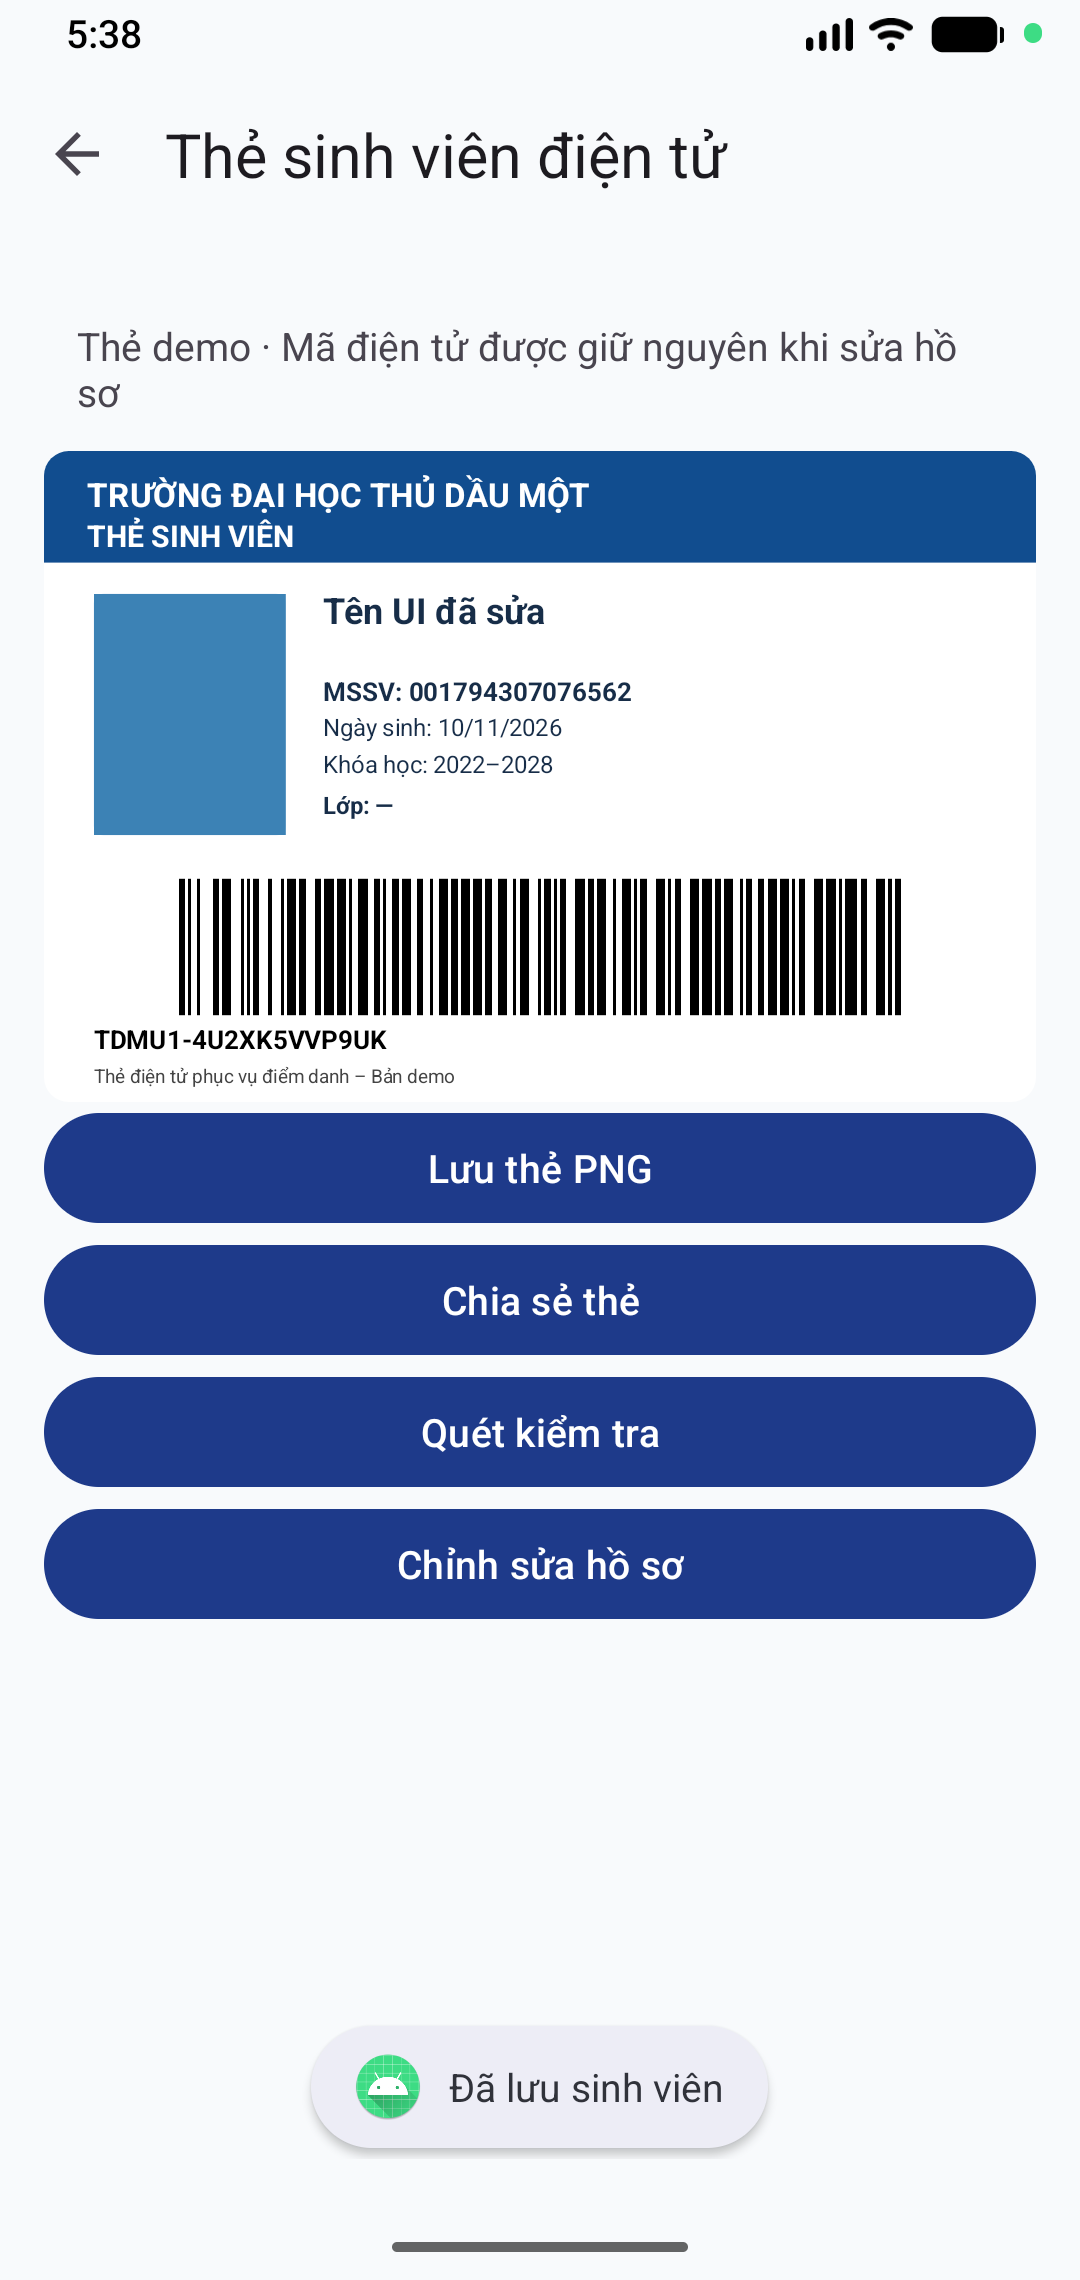 5:38
Thẻ sinh viên điện tử
Thẻ demo · Mã điện tử được giữ nguyên khi sửa hồ
sơ
TRƯỜNG ĐẠI HỌC THỦ DẦU MỘT
THẺ SINH VIÊN
Tên UI đã sửa
MSSV: 001794307076562
Ngày sinh: 10/11/2026
Khóa học: 2022–2028
Lớp: —
TDMU1-4U2XK5VVP9UK
Thẻ điện tử phục vụ điểm danh – Bản demo
Lưu thẻ PNG
Chia sẻ thẻ
Quét kiểm tra
Chỉnh sửa hồ sơ
Đã lưu sinh viên